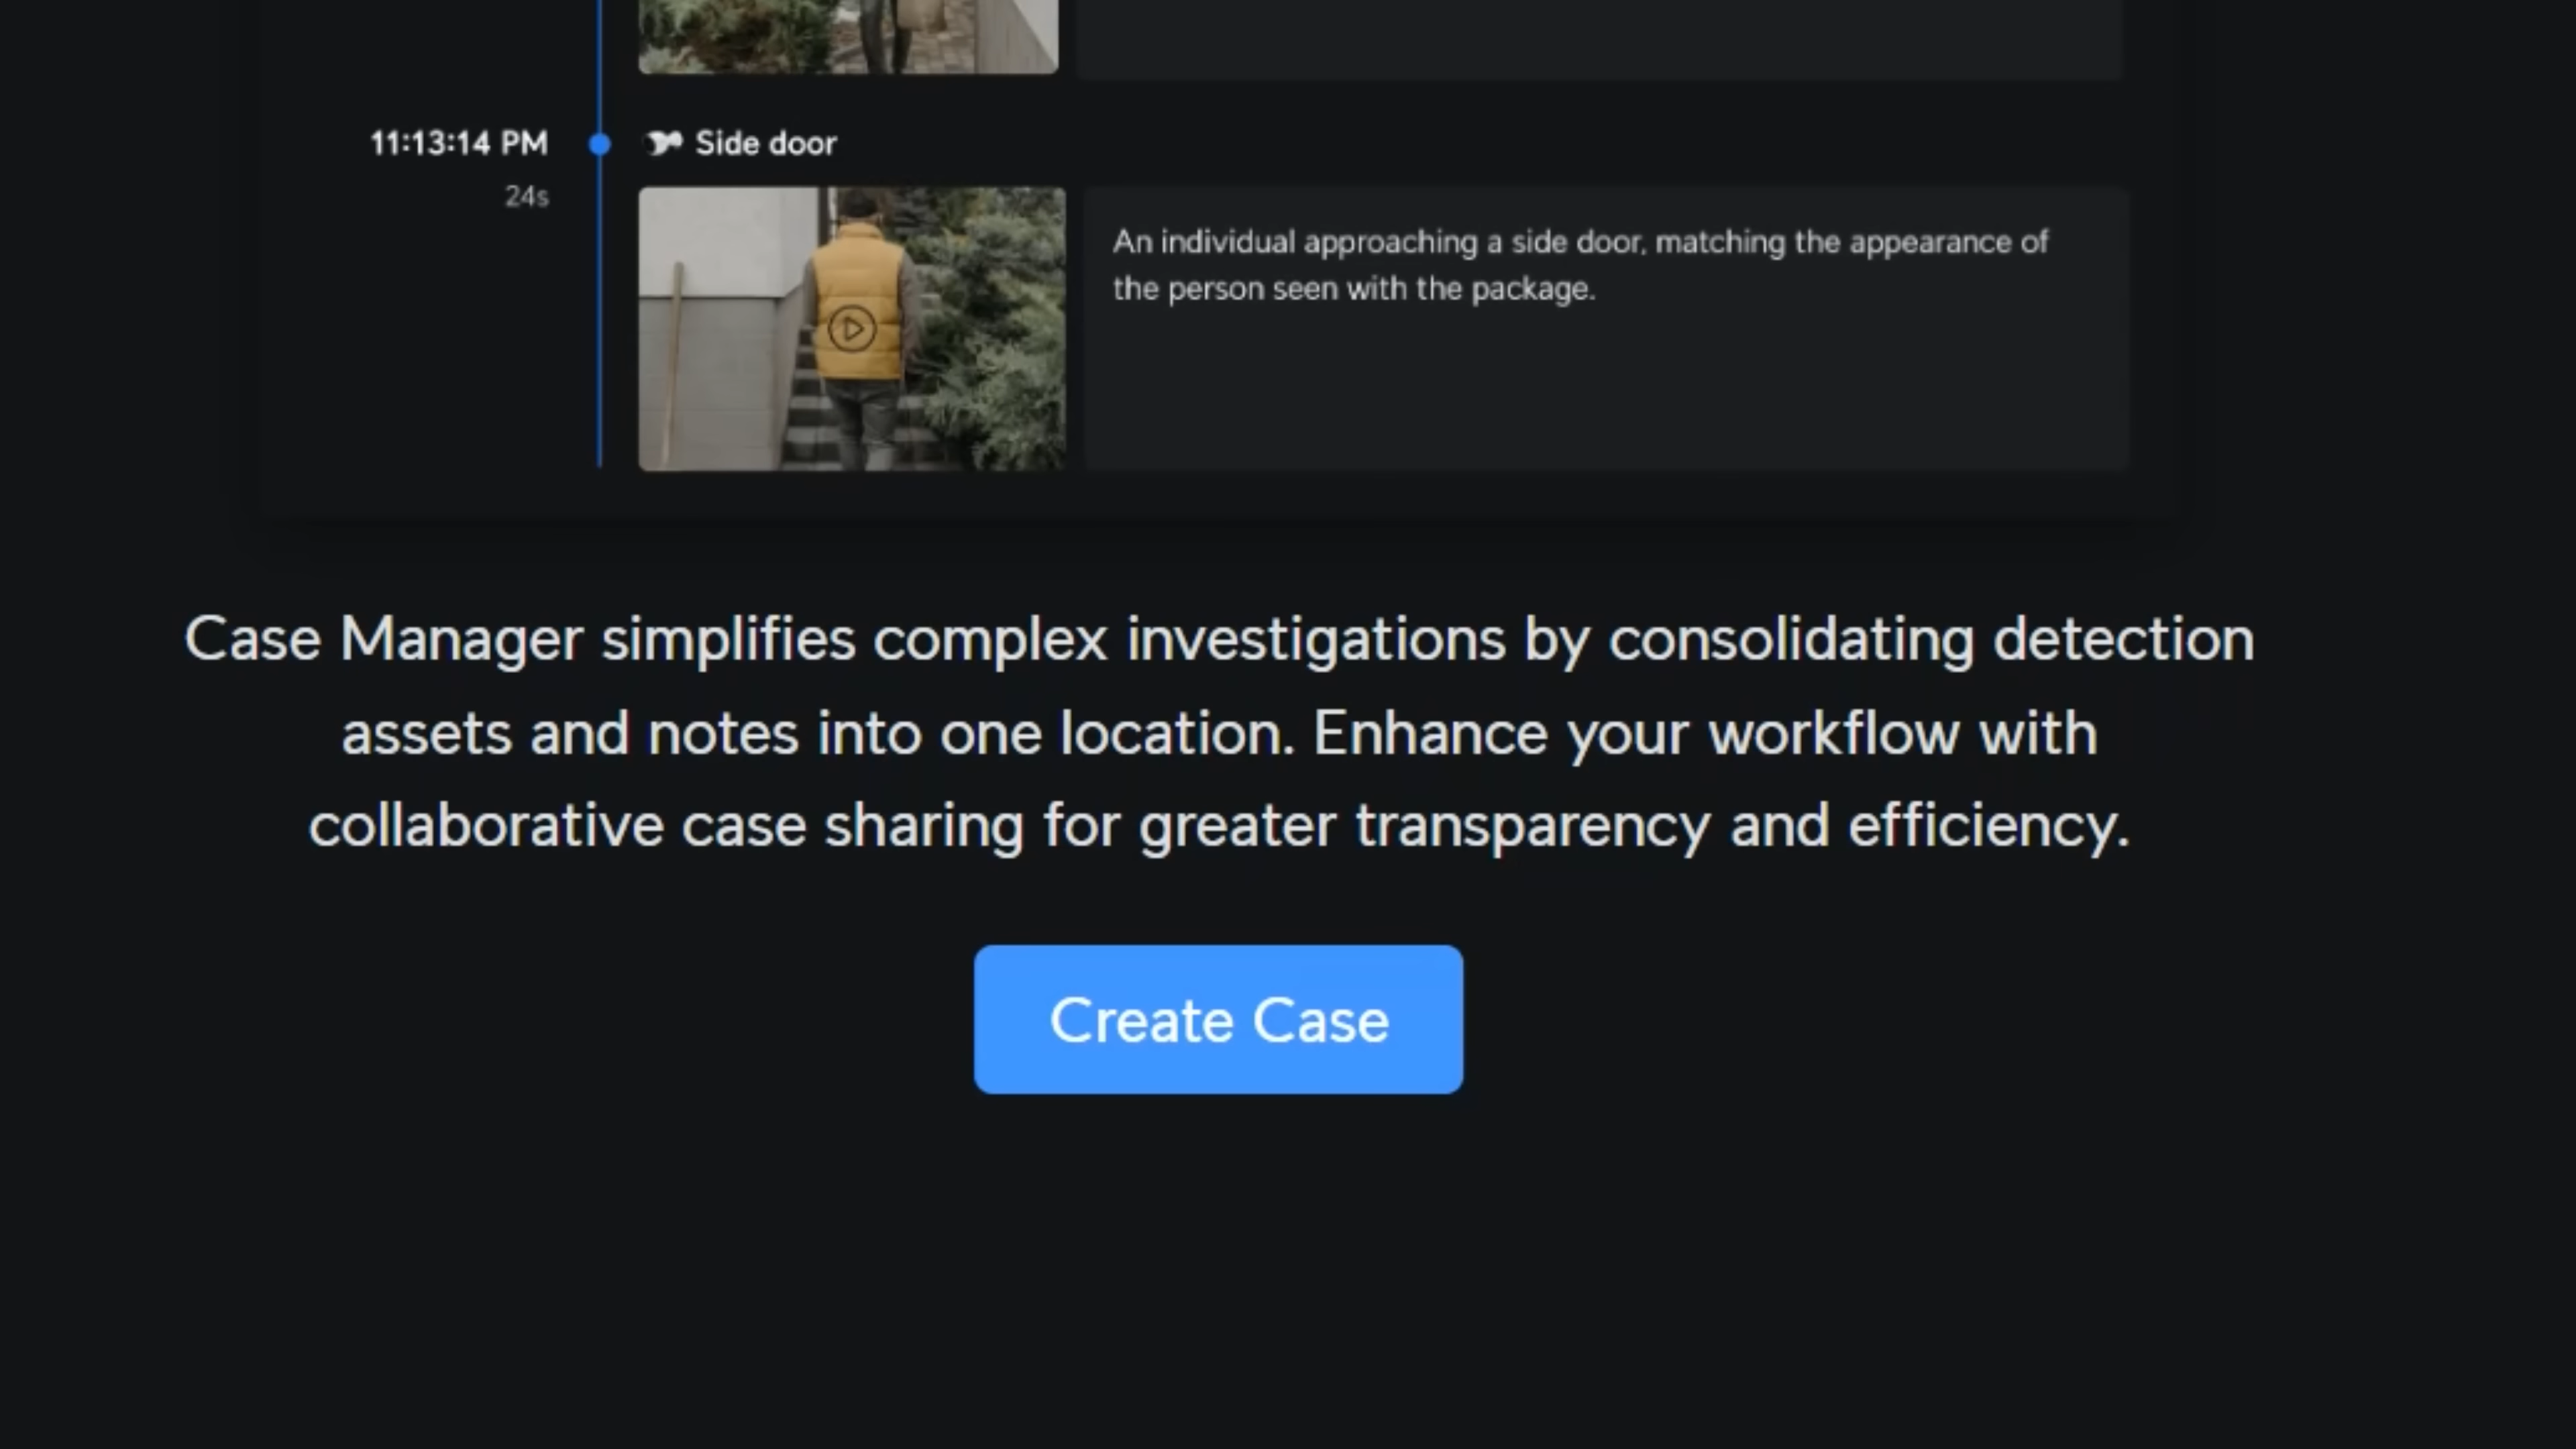 11:13:14 PM
Side door
24s
An individual approaching a side door, matching the appearance of
the person seen with the package.
Case Manager simplifies complex investigations by consolidating detection
assets and notes into one location. Enhance your workflow with
collaborative case sharing for greater transparency and efficiency.
Create Case